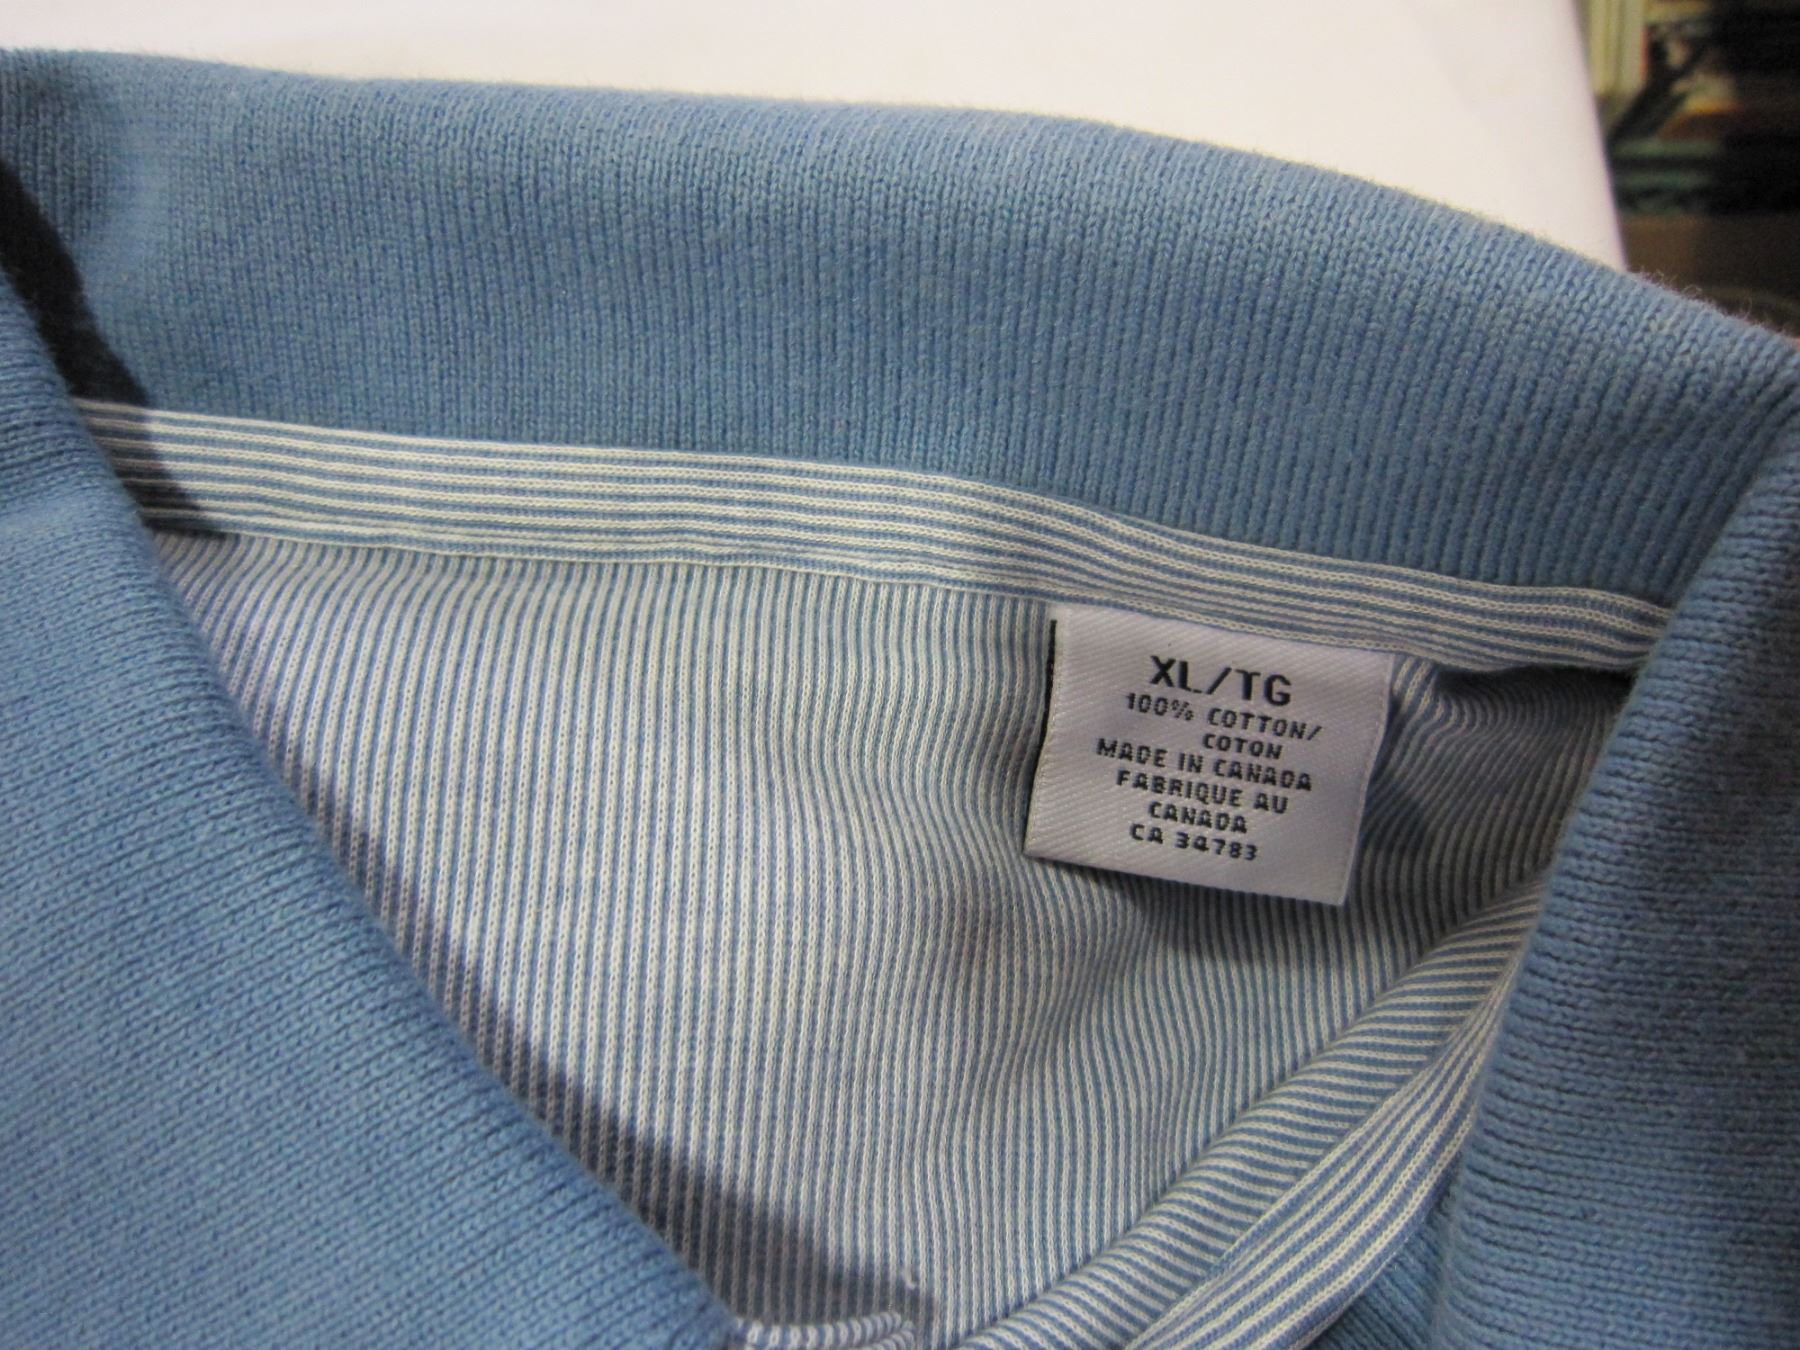 XL/TG
100% COTTON/
COTON
MADE IN CANADA
FABRIQUE AU
CANADA
CA 34783